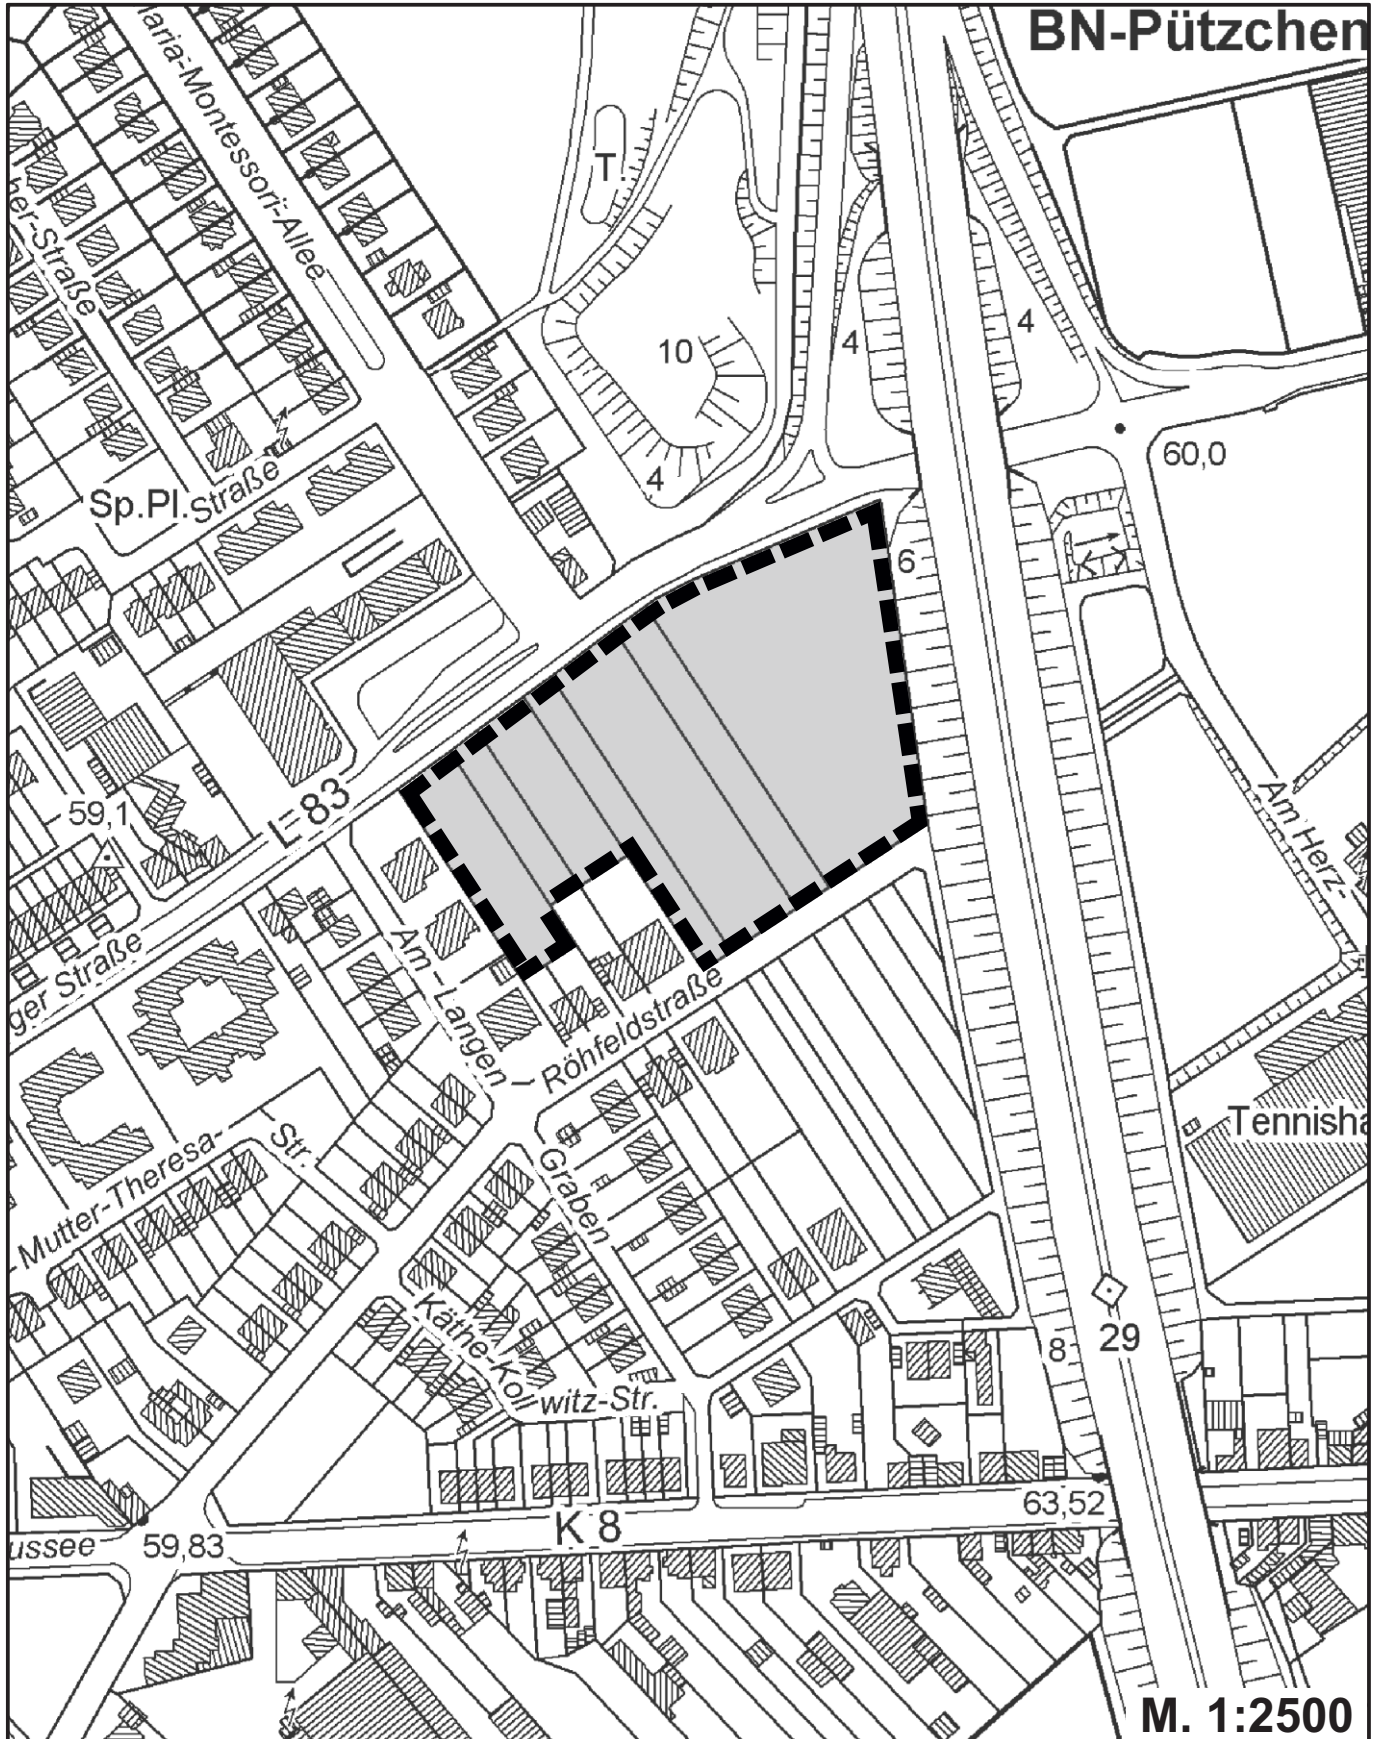 BN-Pützchen
Maria-Montessori-Allee
her-Straße
T.
10
4
4
4
60,0
Sp.Pl.
Straße
6
L 83
59,1
Am Herz-
ger Straße
Am Langen
Röhfeldstraße
Tennisha
Str.
Mutter-Theresa-
Graben
Käthe-Kollwitz-Str.
29
8
63,52
K 8
59,83
ussee
M. 1:2500